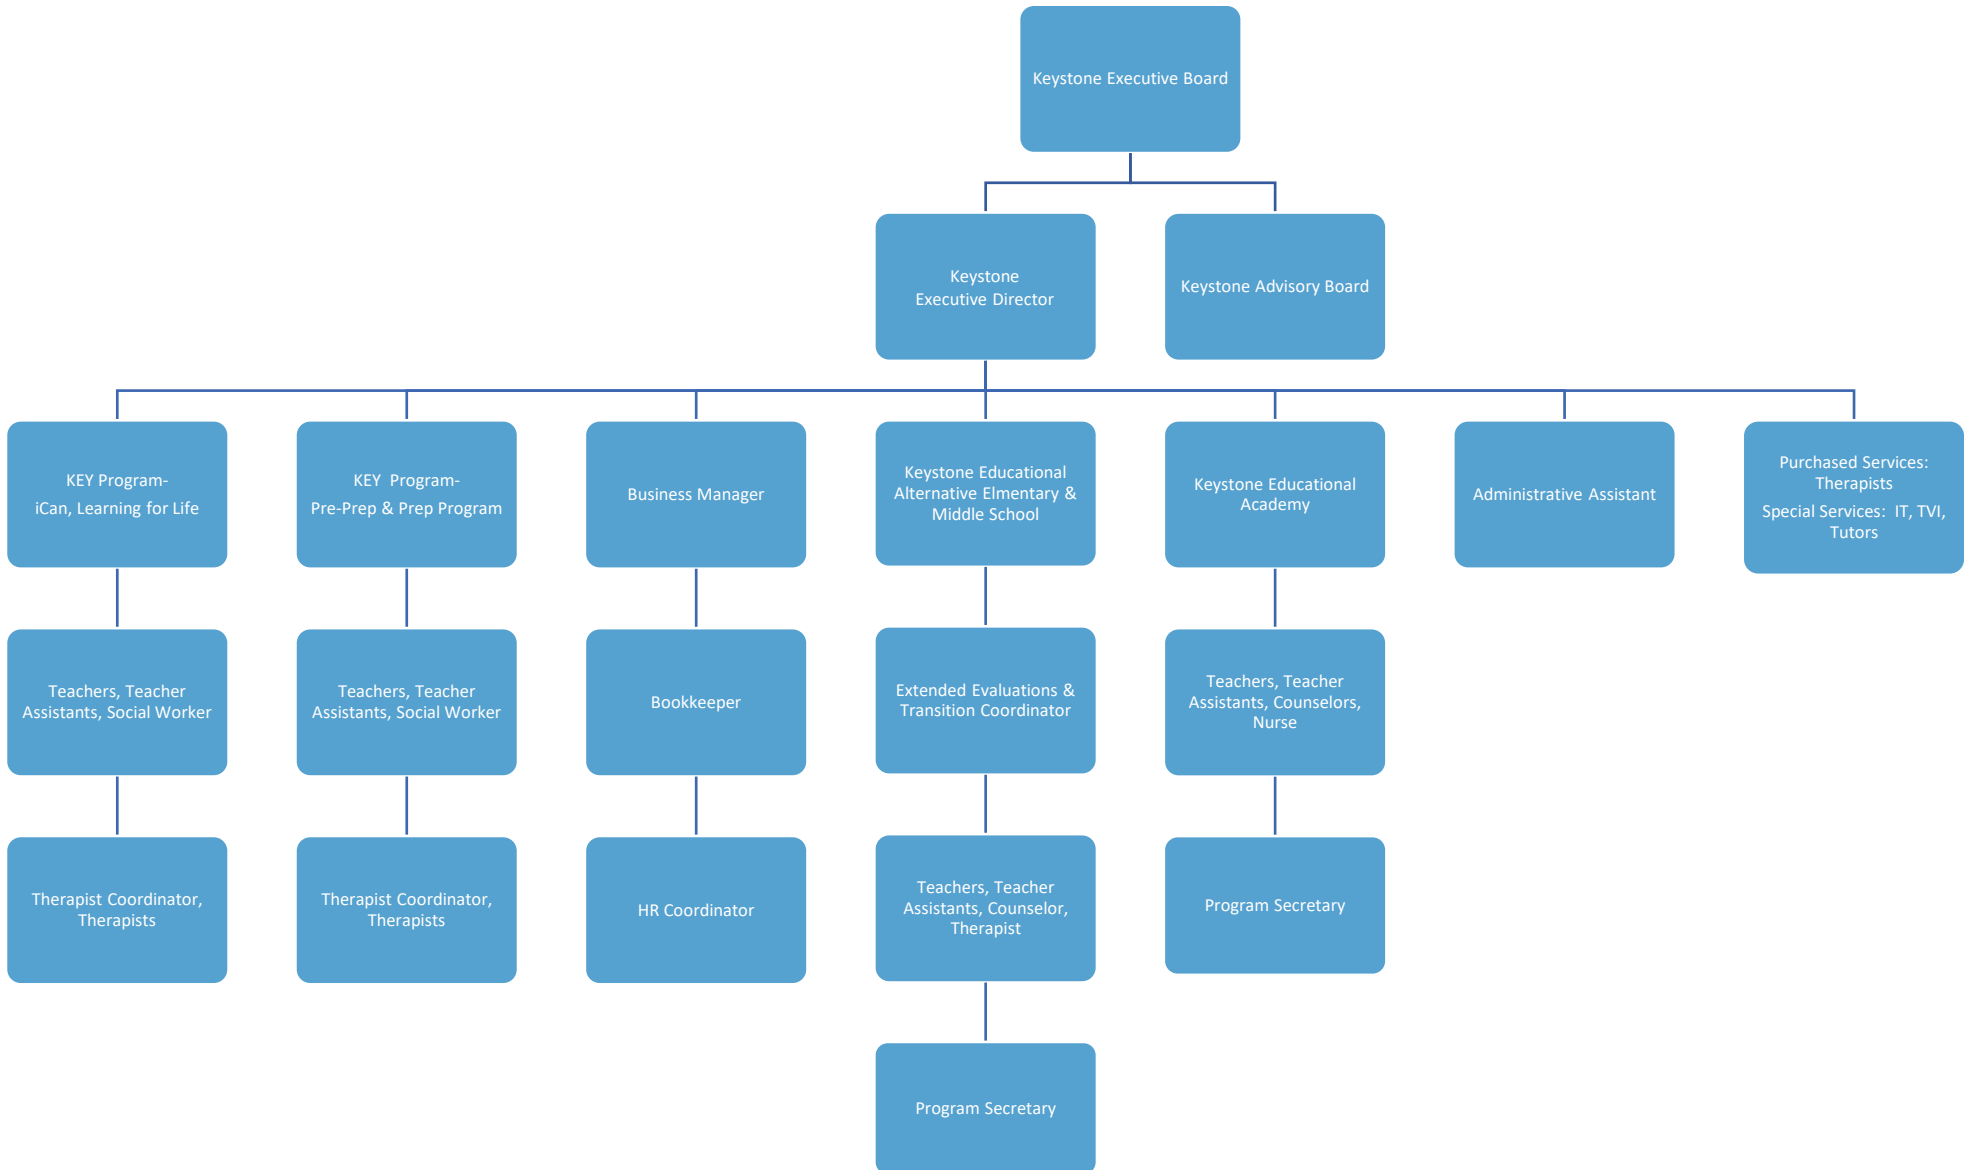 Keystone Executive Board
Keystone
Executive Director
Keystone Advisory Board
KEY Program-
iCan, Learning for Life
KEY  Program-
Pre-Prep & Prep Program
Business Manager
Keystone Educational
Alternative Elmentary &
Middle School
Keystone Educational
Academy
Administrative Assistant
Purchased Services:
Therapists
Special Services:  IT, TVI,
Tutors
Teachers, Teacher
Assistants, Social Worker
Teachers, Teacher
Assistants, Social Worker
Bookkeeper
Extended Evaluations &
Transition Coordinator
Teachers, Teacher
Assistants, Counselors,
Nurse
Therapist Coordinator,
Therapists
Therapist Coordinator,
Therapists
HR Coordinator
Teachers, Teacher
Assistants, Counselor,
Therapist
Program Secretary
Program Secretary